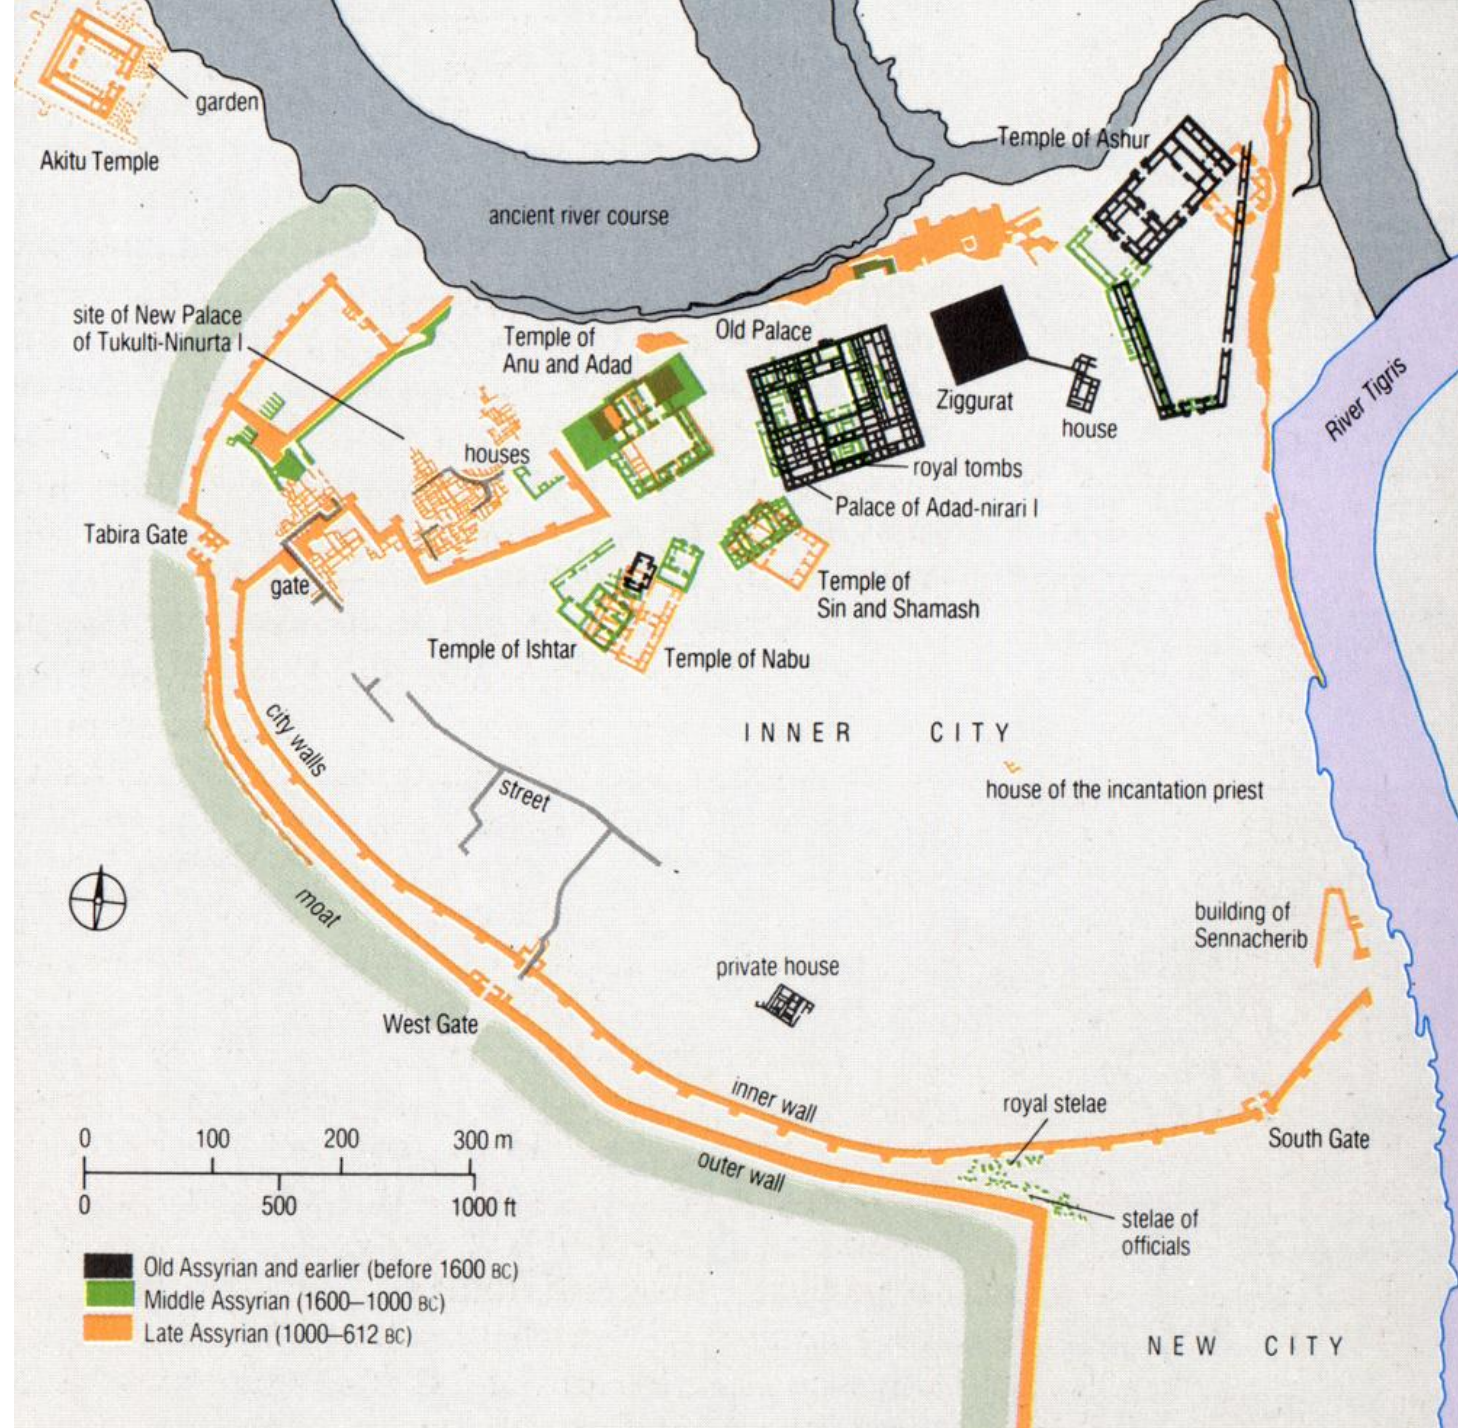 garden
Akitu Temple
Temple of Ashur
ancient river course
site of New Palace
of Tukulti-Ninurta I
Temple of
Anu and Adad
Old Palace
Ziggurat
house
River Tigris
houses
royal tombs
Palace of Adad-nirari I
Tabira Gate
gate
Temple of
Sin and Shamash
Temple of Ishtar
Temple of Nabu
city walls
INNER CITY
street
house of the incantation priest
moat
building of
Sennacherib
private house
West Gate
inner wall
royal stelae
South Gate
outer wall
stelae of
officials
0 100 200 300 m
0 500 1000 ft
Old Assyrian and earlier (before 1600 BC)
Middle Assyrian (1600–1000 BC)
Late Assyrian (1000–612 BC)
NEW CITY